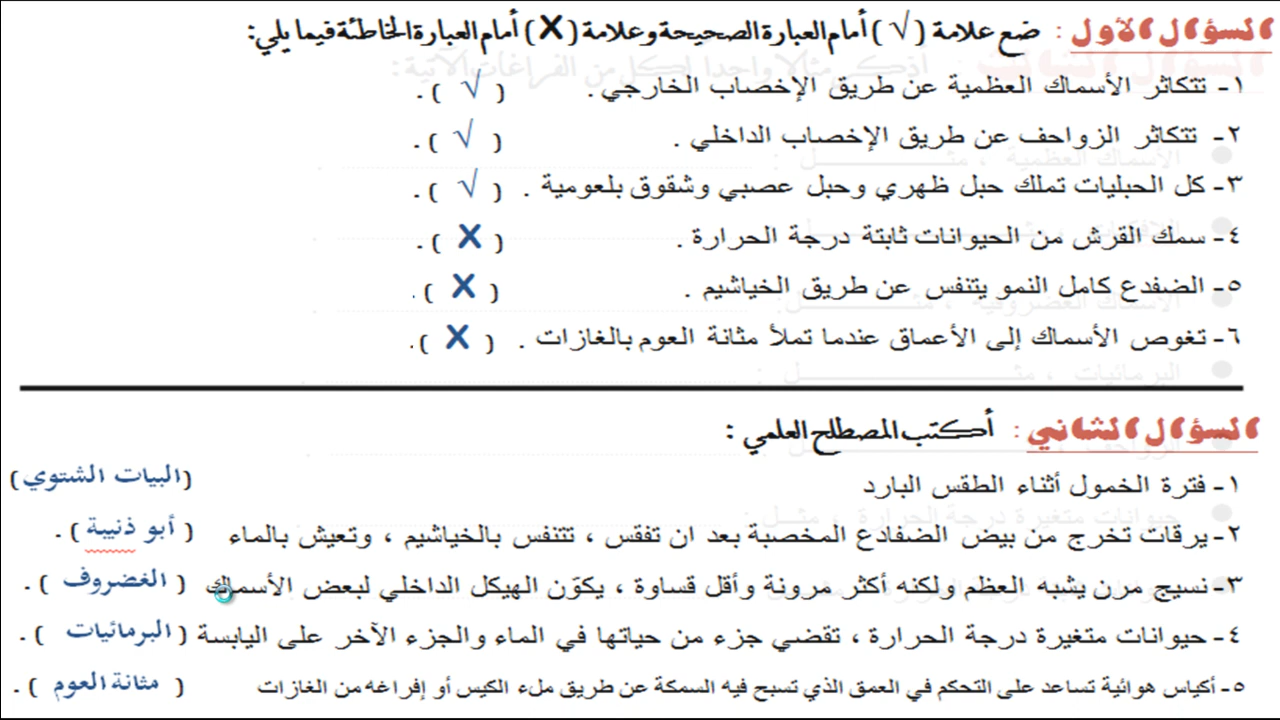 السؤال الأول : ضع علامة ( √ ) أمام العبارة الصحيحة وعلامة ( X ) أمام العبارة الخاطئة فيما يلي:
١- تتكاثر الأسماك العظمية عن طريق الإخصاب الخارجي . ( √ ) .
٢- تتكاثر الزواحف عن طريق الإخصاب الداخلي . ( √ ) .
٣- كل الحبليات تملك حبل ظهري وحبل عصبي وشقوق بلعومية . ( √ ) .
٤- سمك القرش من الحيوانات ثابتة درجة الحرارة . ( X ) .
٥- الضفدع كامل النمو يتنفس عن طريق الخياشيم . ( X ) .
٦- تغوص الأسماك إلى الأعماق عندما تملأ مثانة العوم بالغازات . ( X ) .
السؤال الثاني : أكتب المصطلح العلمي :
١- فترة الخمول أثناء الطقس البارد (البيات الشتوي)
٢- يرقات تخرج من بيض الضفادع المخصبة بعد ان تفقس ، تتنفس بالخياشيم ، وتعيش بالماء ( أبو ذنيبة ) .
٣- نسيج مرن يشبه العظم ولكنه أكثر مرونة وأقل قساوة ، يكوّن الهيكل الداخلي لبعض الأسماك ( الغضروف ) .
٤- حيوانات متغيرة درجة الحرارة ، تقضي جزء من حياتها في الماء والجزء الآخر على اليابسة ( البرمائيات ) .
٥- أكياس هوائية تساعد على التحكم في العمق الذي تسبح فيه السمكة عن طريق ملء الكيس أو إفراغه من الغازات ( مثانة العوم ) .